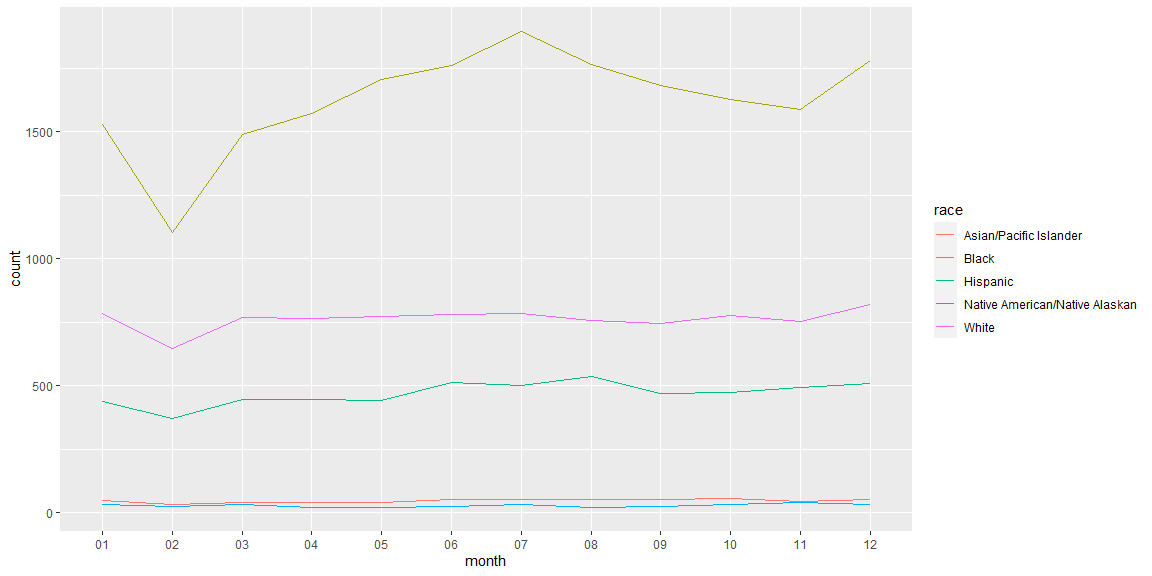 1500
1000
500
0
count
01 02 03 04 05 06 07 08 09 10 11 12
month
race
Asian/Pacific Islander
Black
Hispanic
Native American/Native Alaskan
White